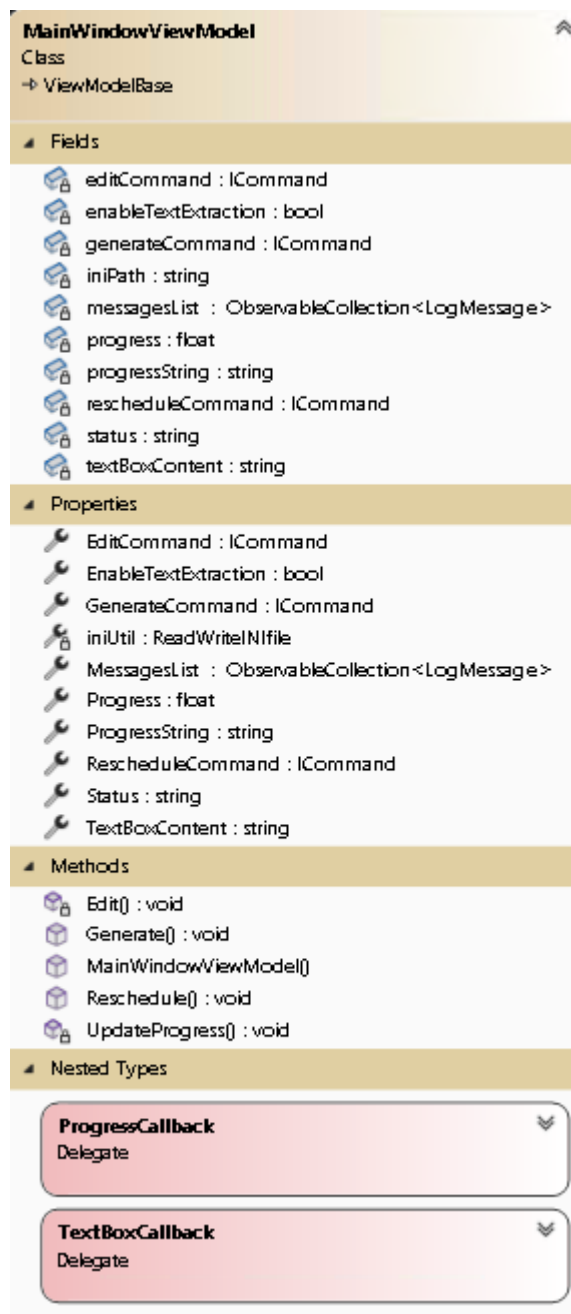 MainWindowViewModel
Class
ViewModelBase
Fields
editCommand : ICommand
enableTextExtraction : bool
generateCommand : ICommand
iniPath : string
messagesList : ObservableCollection<LogMessage>
progress : float
progressString : string
rescheduleCommand : ICommand
status : string
textBoxContent : string
Properties
EditCommand : ICommand
EnableTextExtraction : bool
GenerateCommand : ICommand
iniUtil : ReadWriteINIfile
MessagesList : ObservableCollection<LogMessage>
Progress : float
ProgressString : string
RescheduleCommand : ICommand
Status : string
TextBoxContent : string
Methods
Edit() : void
Generate() : void
MainWindowViewModel()
Reschedule() : void
UpdateProgress() : void
Nested Types
ProgressCallback
Delegate
TextBoxCallback
Delegate